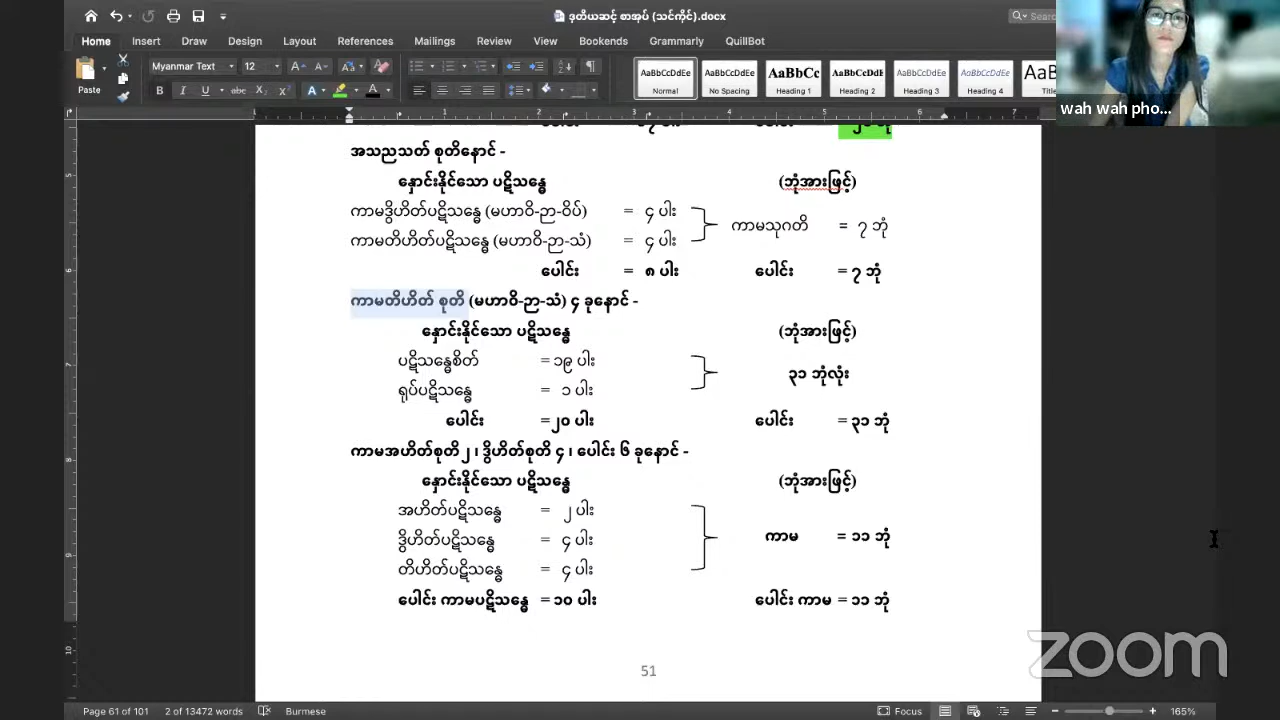 ဒုတိယဆင့် စာအုပ် (သင်ကိုင်).docx
Home Insert Draw Design Layout References Mailings Review View Bookends Grammarly QuillBot
Paste
Myanmar Text 12
AaBbCcDdEe AaBbCcDdEe AaBbCc AaBbCcDdE AaBbCcDdEe AaBbCcDdEe
Normal No Spacing Heading 1 Heading 2 Heading 3 Heading 4
wah wah pho...
အသညသတ် စုတိနောင် -
နှောင်းနိုင်သော ပဋိသန္ဓေ (ဘုံအားဖြင့်)
ကာမဒွိဟိတ်ပဋိသန္ဓေ (မဟာဝိ-ဉာ-ဝိပ်) = ၄ ပါး
ကာမသုဂတိ = ၇ ဘုံ
ကာမတိဟိတ်ပဋိသန္ဓေ (မဟာဝိ-ဉာ-သံ) = ၄ ပါး
ပေါင်း = ၈ ပါး ပေါင်း = ၇ ဘုံ
ကာမတိဟိတ် စုတိ (မဟာဝိ-ဉာ-သံ) ၄ ခုနောင် -
နှောင်းနိုင်သော ပဋိသန္ဓေ (ဘုံအားဖြင့်)
ပဋိသန္ဓေစိတ် = ၁၉ ပါး
၃၁ ဘုံလုံး
ရုပ်ပဋိသန္ဓေ = ၁ ပါး
ပေါင်း = ၂၀ ပါး ပေါင်း = ၃၁ ဘုံ
ကာမအဟိတ်စုတိ ၂ ၊ ဒွိဟိတ်စုတိ ၄ ၊ ပေါင်း ၆ ခုနောင် -
နှောင်းနိုင်သော ပဋိသန္ဓေ (ဘုံအားဖြင့်)
အဟိတ်ပဋိသန္ဓေ = ၂ ပါး
ဒွိဟိတ်ပဋိသန္ဓေ = ၄ ပါး ကာမ = ၁၁ ဘုံ
တိဟိတ်ပဋိသန္ဓေ = ၄ ပါး
ပေါင်း ကာမပဋိသန္ဓေ = ၁၀ ပါး ပေါင်း ကာမ = ၁၁ ဘုံ
51
zoom
Page 61 of 101 2 of 13472 words Burmese Focus 165%